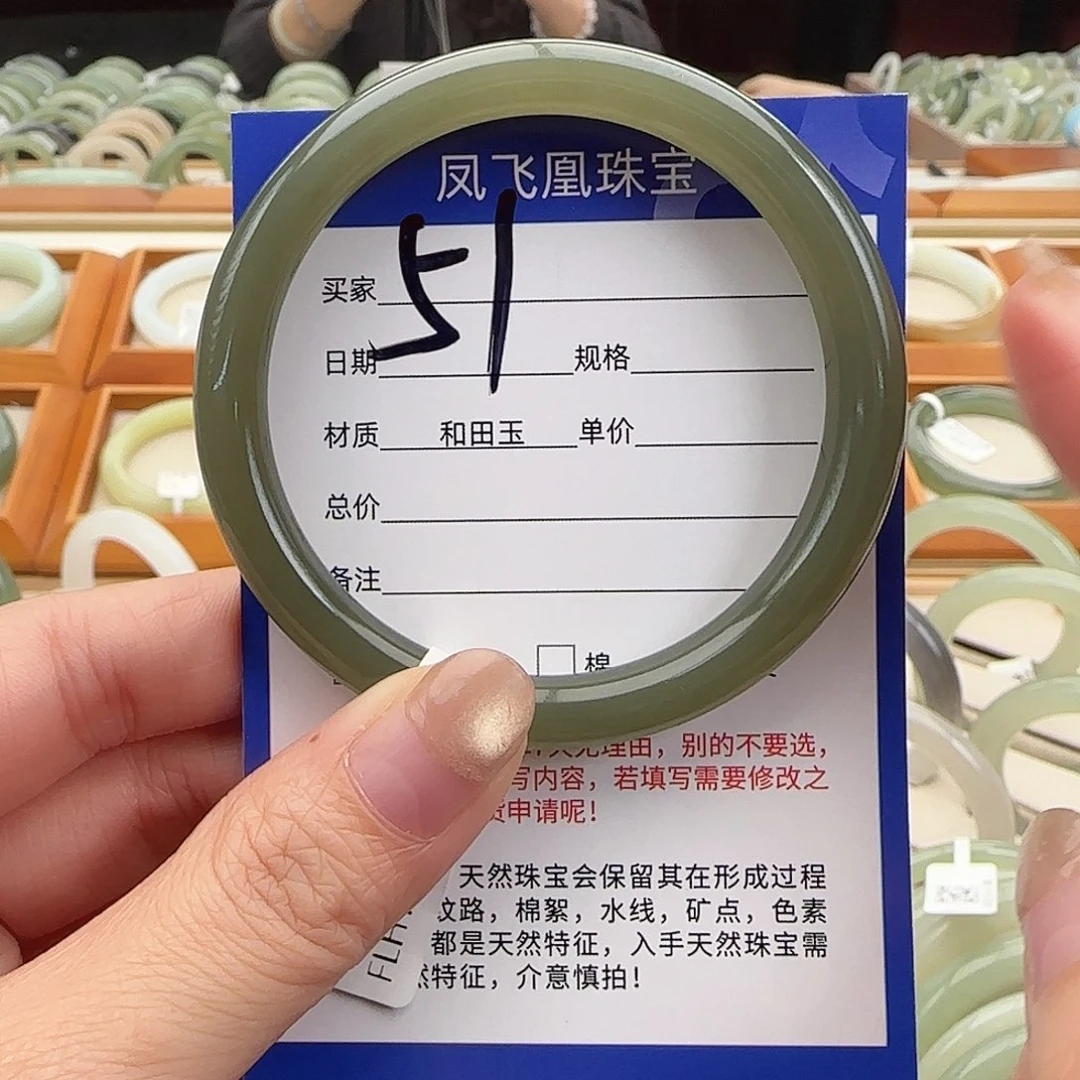 凤飞凰珠宝
51
买家
日期 规格
材质 和田玉 单价
总价
备注
棉
天无理由，别的不要选，
写内容，若填写需要修改之
申请呢！
天然珠宝会保留其在形成过程
纹路，棉絮，水线，矿点，色素
都是天然特征，入手天然珠宝需
然特征，介意慎拍！